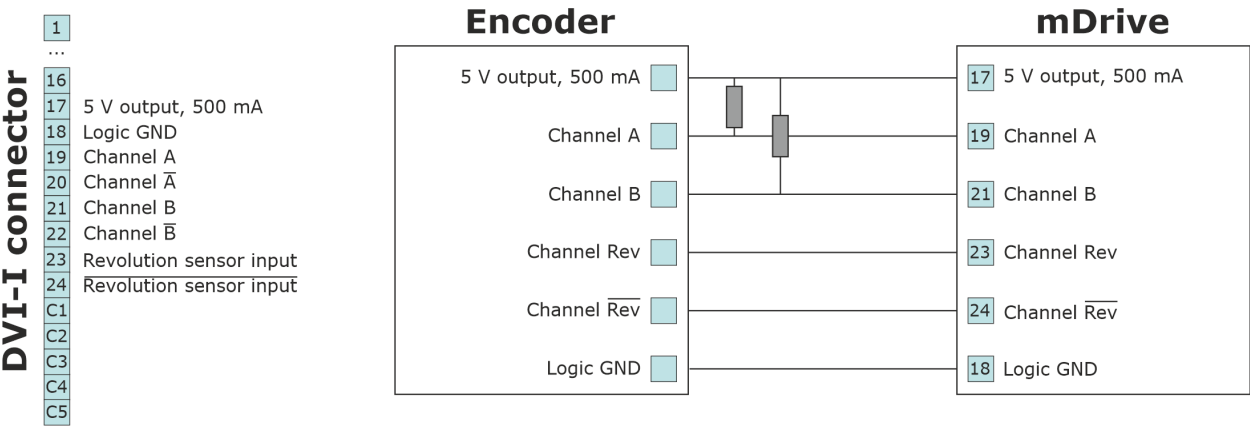 DVI-I connector
1
...
16
17 5 V output, 500 mA
18 Logic GND
19 Channel A
20 Channel A̅
21 Channel B
22 Channel B̅
23 Revolution sensor input
24 R̅e̅v̅o̅l̅u̅t̅i̅o̅n̅ ̅s̅e̅n̅s̅o̅r̅ ̅i̅n̅p̅u̅t̅
C1
C2
C3
C4
C5
Encoder
5 V output, 500 mA
Channel A
Channel B
Channel Rev
Channel R̅e̅v̅
Logic GND
mDrive
17 5 V output, 500 mA
19 Channel A
21 Channel B
23 Channel Rev
24 Channel R̅e̅v̅
18 Logic GND